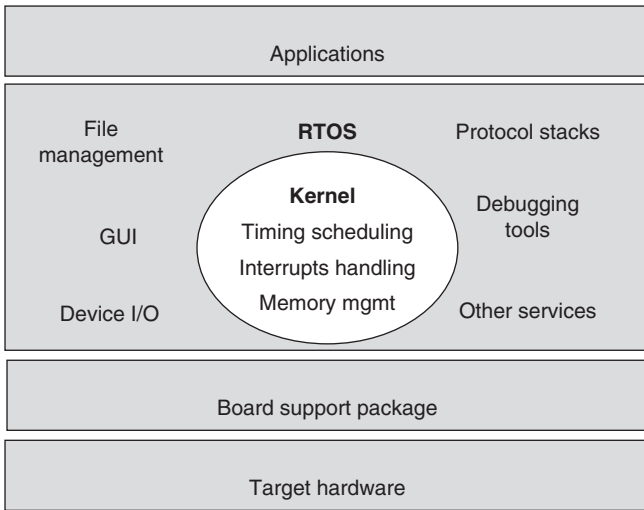 Applications
File
management
RTOS
Protocol stacks
Kernel
Timing scheduling
Interrupts handling
Memory mgmt
GUI
Debugging
tools
Device I/O
Other services
Board support package
Target hardware